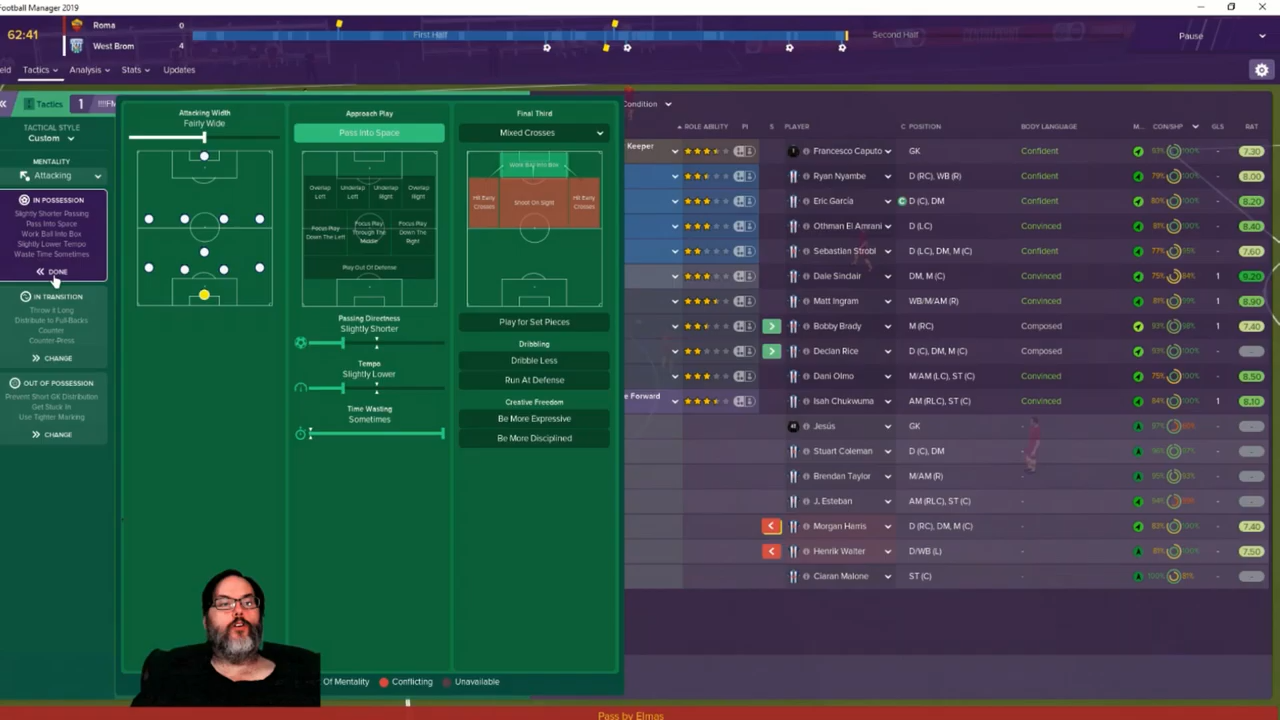 Football Manager 2019
62:41
Roma 0
West Brom 4
First Half
Second Half
Pause
Tactics
Analysis
Stats
Updates
Tactics 1
TACTICAL STYLE
Custom
MENTALITY
Attacking
IN POSSESSION
Slightly Shorter Passing
Pass Into Space
Work Ball Into Box
Slightly Lower Tempo
Waste Time Sometimes
DONE
IN TRANSITION
Throw it Long
Distribute to Full-Backs
Counter
Counter-Press
CHANGE
OUT OF POSSESSION
Prevent Short GK Distribution
Get Stuck In
Use Tighter Marking
CHANGE
Attacking Width
Fairly Wide
Approach Play
Pass Into Space
Overlap Left
Underlap Left
Underlap Right
Overlap Right
Focus Play Down The Left
Focus Play Through The Middle
Focus Play Down The Right
Play Out Of Defence
Passing Directness
Slightly Shorter
Tempo
Slightly Lower
Time Wasting
Sometimes
Final Third
Mixed Crosses
Work Ball Into Box
Hit Early Crosses
Shoot On Sight
Hit Early Crosses
Play for Set Pieces
Dribbling
Dribble Less
Run At Defence
Creative Freedom
Be More Expressive
Be More Disciplined
Of Mentality
Conflicting
Unavailable
Condition
ROLE ABILITY PI S PLAYER C POSITION BODY LANGUAGE M... CON/SHP GLS RAT
Keeper Francesco Caputo GK Confident 7.30
Ryan Nyambe D (RC), WB (R) Confident 8.00
Eric García C D (C), DM Confident 8.20
Othman El Amrani D (LC) Confident 8.40
Sebastian Strobl D (LC), DM, M (C) Confident 7.60
Dale Sinclair DM, M (C) Convinced 1 9.20
Matt Ingram WB/M/AM (R) Convinced 1 8.90
Bobby Brady M (RC) Composed 1 7.40
Declan Rice D (C), DM, M (C) Composed
Dani Olmo M/AM (LC), ST (C) Convinced 8.50
e Forward Isah Chukwuma AM (RLC), ST (C) Convinced 8.10
Jesús GK
Stuart Coleman D (C), DM
Brendan Taylor M/AM (R)
J. Esteban AM (RLC), ST (C)
Morgan Harris D (RC), DM, M (C) 7.40
Henrik Walter D/WB (L) 7.50
Ciaran Malone ST (C)
Pass by Elmas